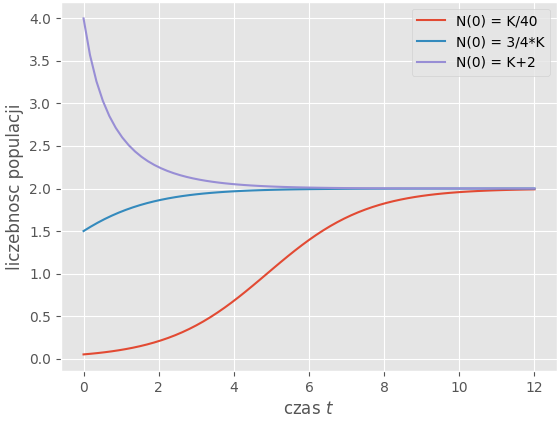 N(0) = K/40
N(0) = 3/4*K
N(0) = K+2
liczebnosc populacji
4.0
3.5
3.0
2.5
2.0
1.5
1.0
0.5
0.0
0 2 4 6 8 10 12
czas t